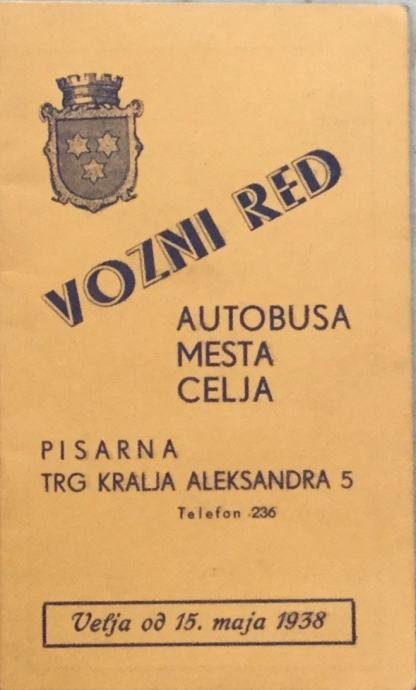 VOZNI RED
AUTOBUSA
MESTA
CELJA
PISARNA
TRG KRALJA ALEKSANDRA 5
Telefon 236
Velja od 15. maja 1938